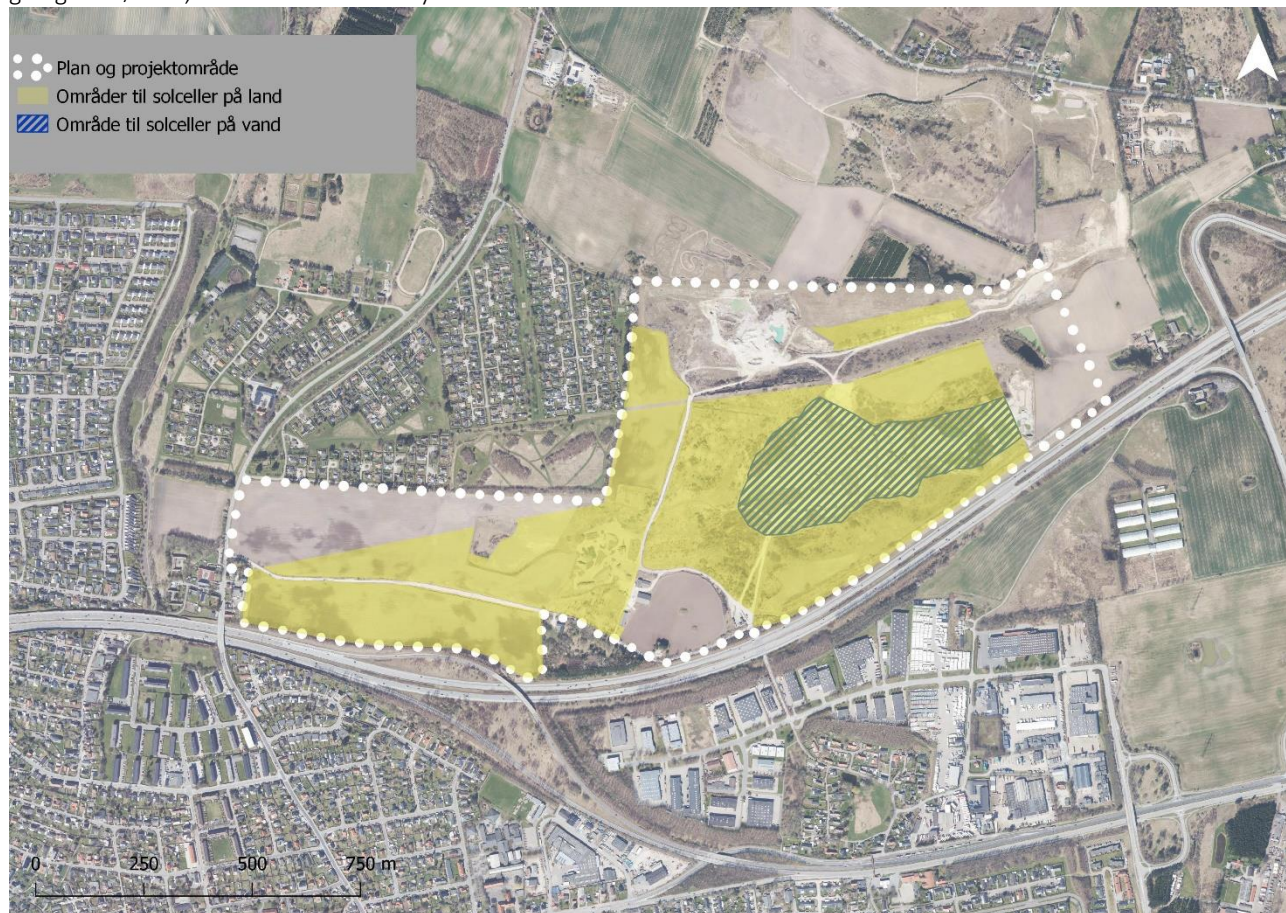 Plan og projektområde
Områder til solceller på land
Område til solceller på vand
0 250 500 750 m